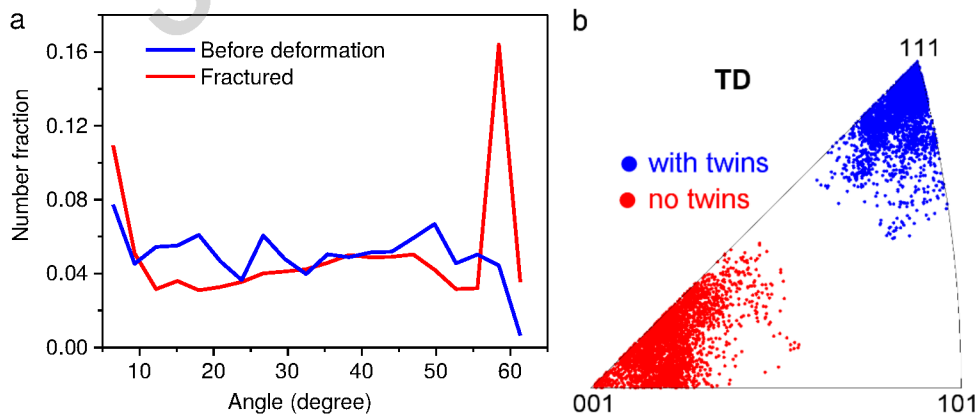 a
0.16
0.12
0.08
0.04
0.00
Number fraction
Before deformation
Fractured
10
20
30
40
50
60
Angle (degree)
b
TD
111
with twins
no twins
001
101